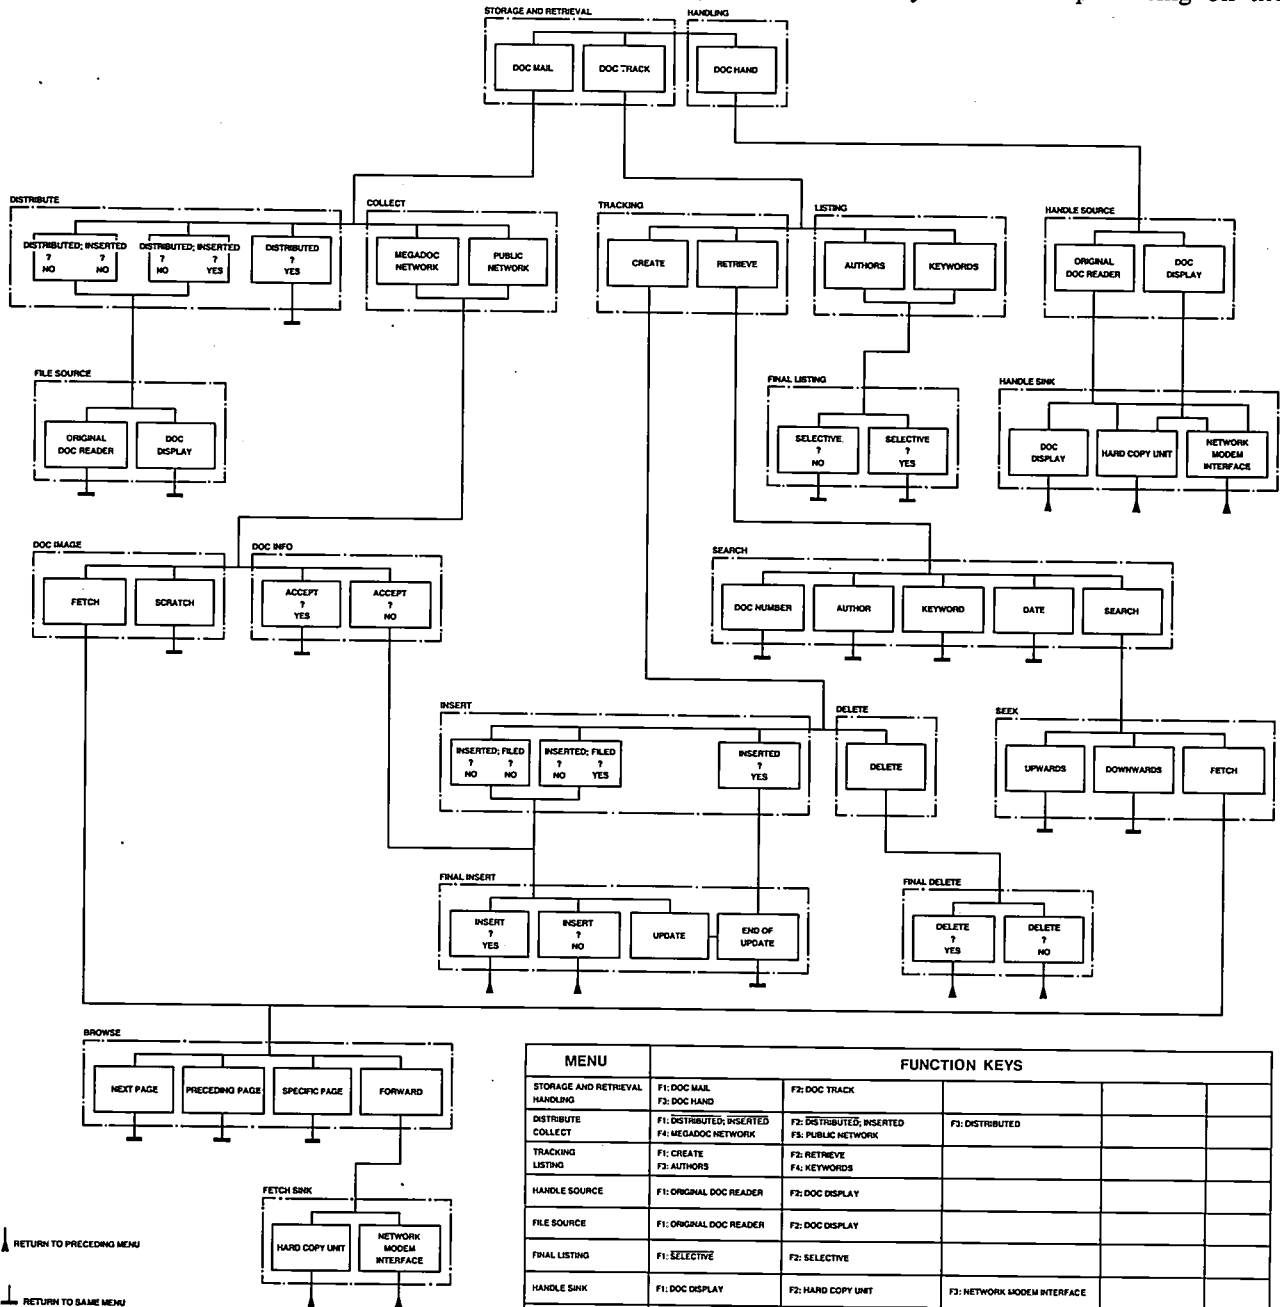 STORAGE AND RETRIEVAL
HANDLING
DOC MAIL
DOC TRACK
DOC HAND
DISTRIBUTE
COLLECT
TRACKING
LISTING
HANDLE SOURCE
DISTRIBUTED; INSERTED
? ?
NO NO
DISTRIBUTED; INSERTED
? ?
NO YES
DISTRIBUTED
?
YES
MEGADOC
NETWORK
PUBLIC
NETWORK
CREATE
RETRIEVE
AUTHORS
KEYWORDS
ORIGINAL
DOC READER
DOC
DISPLAY
FILE SOURCE
ORIGINAL
DOC READER
DOC
DISPLAY
FINAL LISTING
SELECTIVE
?
NO
SELECTIVE
?
YES
HANDLE SINK
DOC
DISPLAY
HARD COPY UNIT
NETWORK
MODEM
INTERFACE
DOC IMAGE
FETCH
SCRATCH
DOC INFO
ACCEPT
?
YES
ACCEPT
?
NO
SEARCH
DOC NUMBER
AUTHOR
KEYWORD
DATE
SEARCH
INSERT
INSERTED; FILED
? ?
NO NO
INSERTED; FILED
? ?
NO YES
INSERTED
?
YES
DELETE
DELETE
SEEK
UPWARDS
DOWNWARDS
FETCH
FINAL INSERT
INSERT
?
YES
INSERT
?
NO
UPDATE
END OF
UPDATE
FINAL DELETE
DELETE
?
YES
DELETE
?
NO
BROWSE
NEXT PAGE
PRECEDING PAGE
SPECIFIC PAGE
FORWARD
FETCH SINK
HARD COPY UNIT
NETWORK
MODEM
INTERFACE
RETURN TO PRECEDING MENU
RETURN TO SAME MENU
MENU FUNCTION KEYS
STORAGE AND RETRIEVAL F1: DOC MAIL F2: DOC TRACK
HANDLING F3: DOC HAND
DISTRIBUTE F1: DISTRIBUTED; INSERTED F2: DISTRIBUTED; INSERTED F3: DISTRIBUTED
COLLECT F4: MEGADOC NETWORK F5: PUBLIC NETWORK
TRACKING F1: CREATE F2: RETRIEVE
LISTING F3: AUTHORS F4: KEYWORDS
HANDLE SOURCE F1: ORIGINAL DOC READER F2: DOC DISPLAY
FILE SOURCE F1: ORIGINAL DOC READER F2: DOC DISPLAY
FINAL LISTING F1: SELECTIVE F2: SELECTIVE
HANDLE SINK F1: DOC DISPLAY F2: HARD COPY UNIT F3: NETWORK MODEM INTERFACE